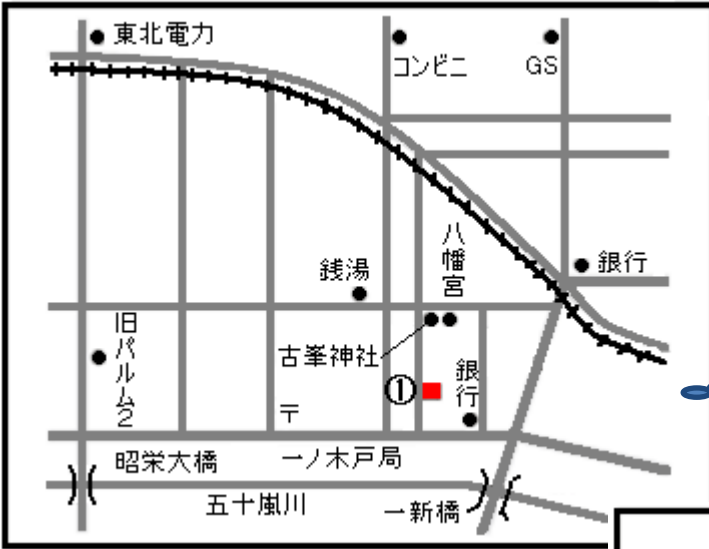 東北電力
コンビニ
GS
八幡宮
銭湯
銀行
旧パルム2
古峯神社
①
銀行
〒
昭栄大橋
一ノ木戸局
五十嵐川
一新橋